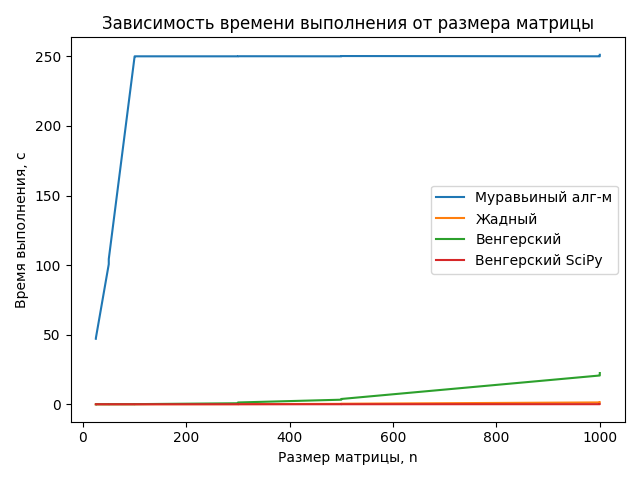 Зависимость времени выполнения от размера матрицы
Время выполнения, с
250
200
150
100
50
0
Муравьиный алг-м
Жадный
Венгерский
Венгерский SciPy
0 200 400 600 800 1000
Размер матрицы, n